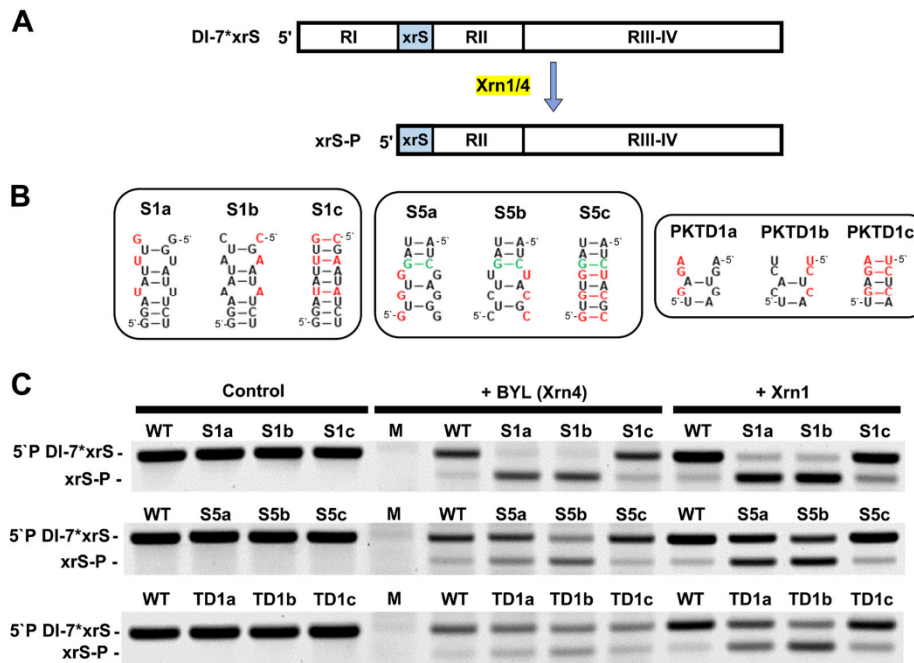 A
DI-7*xrS 5' RI xrS RII RIII-IV
Xrn1/4
xrS-P 5' xrS RII RIII-IV
B
S1a S1b S1c S5a S5b S5c PKTD1a PKTD1b PKTD1c
C
Control + BYL (Xrn4) + Xrn1
WT S1a S1b S1c M WT S1a S1b S1c WT S1a S1b S1c
5`P DI-7*xrS -
xrS-P -
WT S5a S5b S5c M WT S5a S5b S5c WT S5a S5b S5c
5`P DI-7*xrS -
xrS-P -
WT TD1a TD1b TD1c M WT TD1a TD1b TD1c WT TD1a TD1b TD1c
5`P DI-7*xrS -
xrS-P -